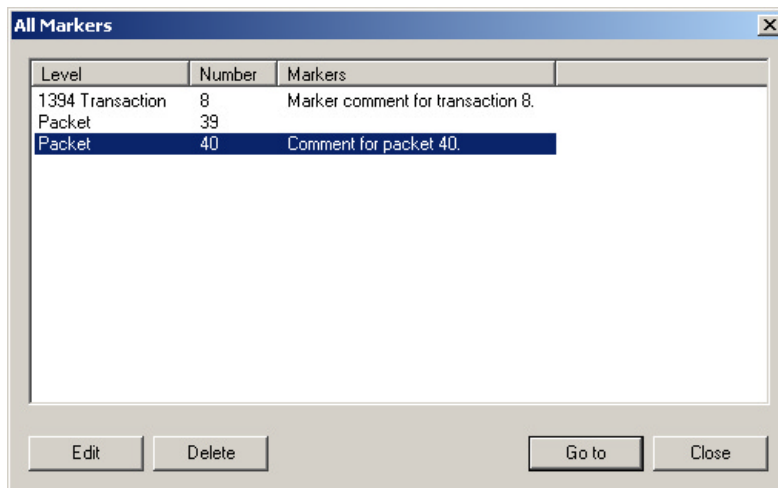 All Markers
Level Number Markers
1394 Transaction 8 Marker comment for transaction 8.
Packet 39
Packet 40 Comment for packet 40.
Edit Delete Go to Close